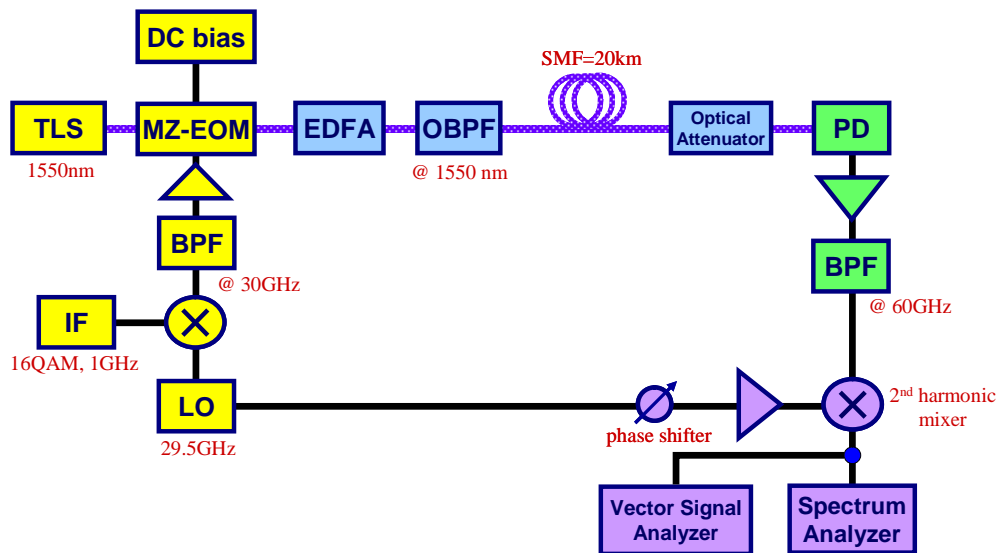 DC bias
SMF=20km
TLS
MZ-EOM
EDFA
OBPF
Optical
Attenuator
PD
1550nm
@ 1550 nm
BPF
@ 30GHz
BPF
@ 60GHz
IF
16QAM, 1GHz
LO
29.5GHz
phase shifter
2nd harmonic
mixer
Vector Signal
Analyzer
Spectrum
Analyzer